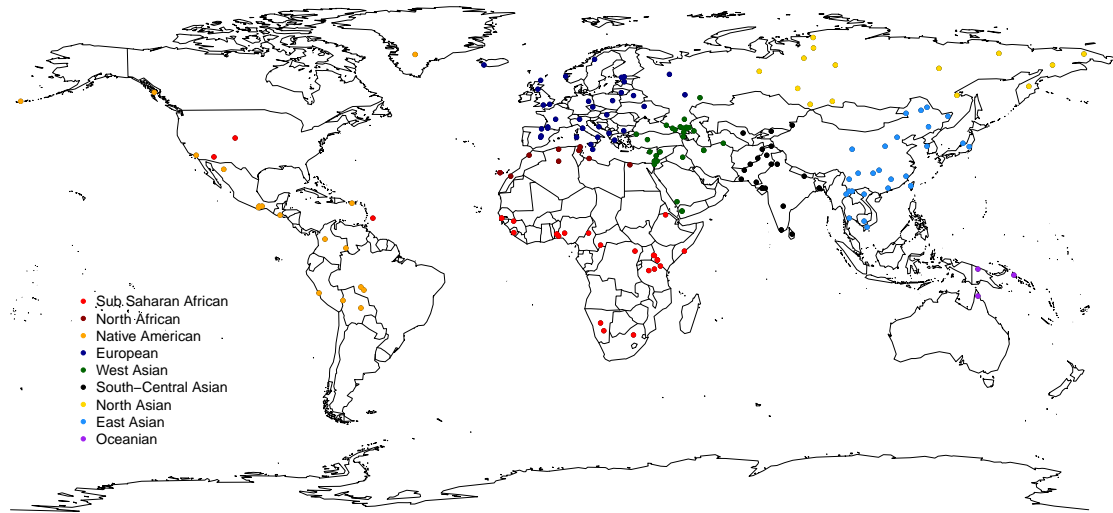 Sub Saharan African
North African
Native American
European
West Asian
South−Central Asian
North Asian
East Asian
Oceanian